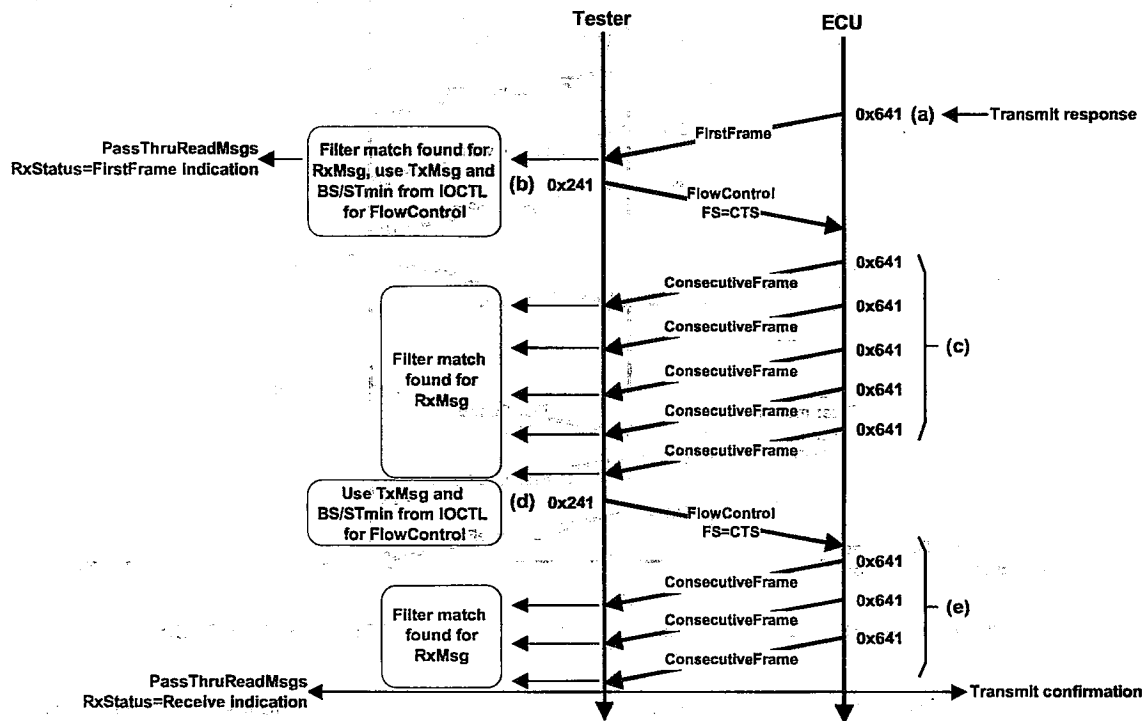 Tester
ECU
0x641 (a)
Transmit response
FirstFrame
PassThruReadMsgs
RxStatus=FirstFrame indication
Filter match found for
RxMsg, use TxMsg and
BS/STmin from IOCTL
for FlowControl
(b) 0x241
FlowControl
FS=CTS
0x641
ConsecutiveFrame
0x641
ConsecutiveFrame
0x641
ConsecutiveFrame
0x641
ConsecutiveFrame
0x641
ConsecutiveFrame
(c)
Filter match
found for
RxMsg
Use TxMsg and
BS/STmin from IOCTL
for FlowControl
(d) 0x241
FlowControl
FS=CTS
0x641
ConsecutiveFrame
0x641
ConsecutiveFrame
0x641
ConsecutiveFrame
(e)
Filter match
found for
RxMsg
PassThruReadMsgs
RxStatus=Receive indication
Transmit confirmation